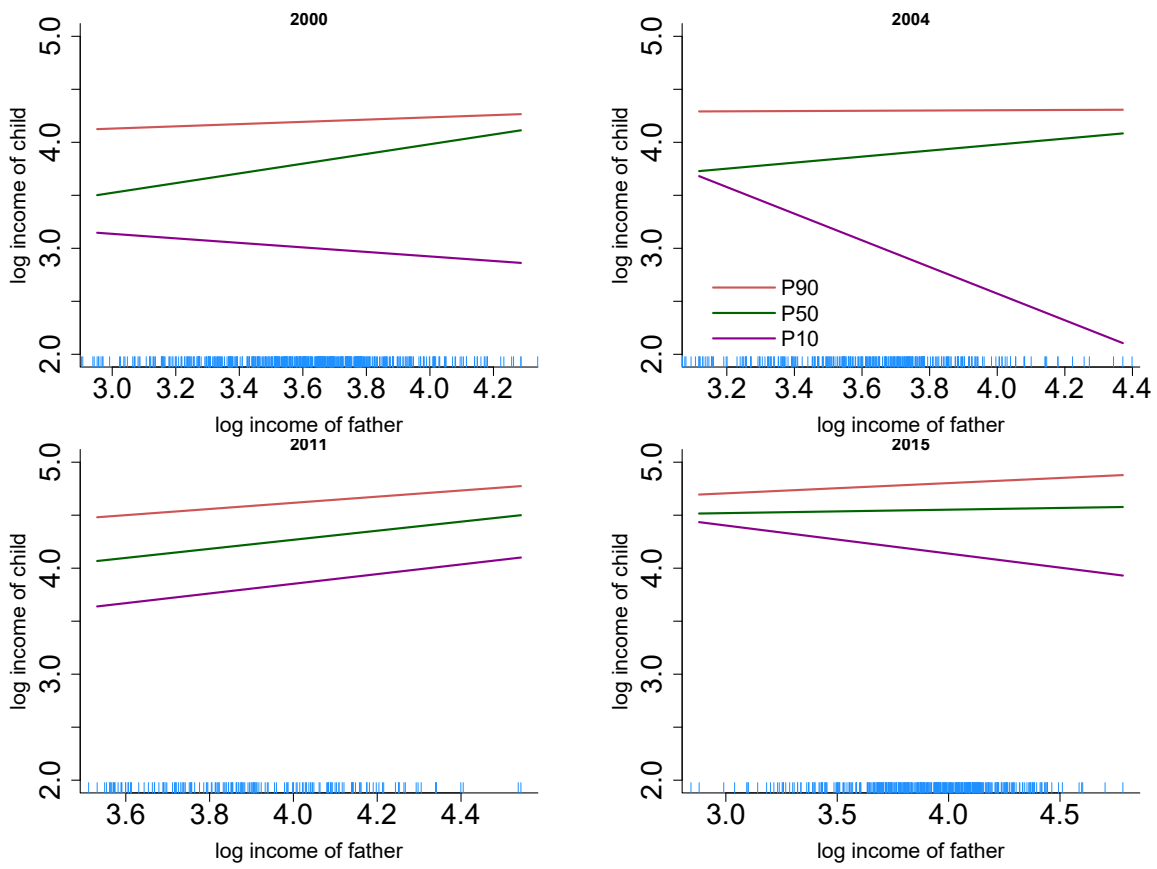 2000
5.0
4.0
3.0
2.0
log income of child
3.0 3.2 3.4 3.6 3.8 4.0 4.2
log income of father
2004
5.0
4.0
3.0
2.0
log income of child
P90
P50
P10
3.2 3.4 3.6 3.8 4.0 4.2 4.4
log income of father
2011
5.0
4.0
3.0
2.0
log income of child
3.6 3.8 4.0 4.2 4.4
log income of father
2015
5.0
4.0
3.0
2.0
log income of child
3.0 3.5 4.0 4.5
log income of father